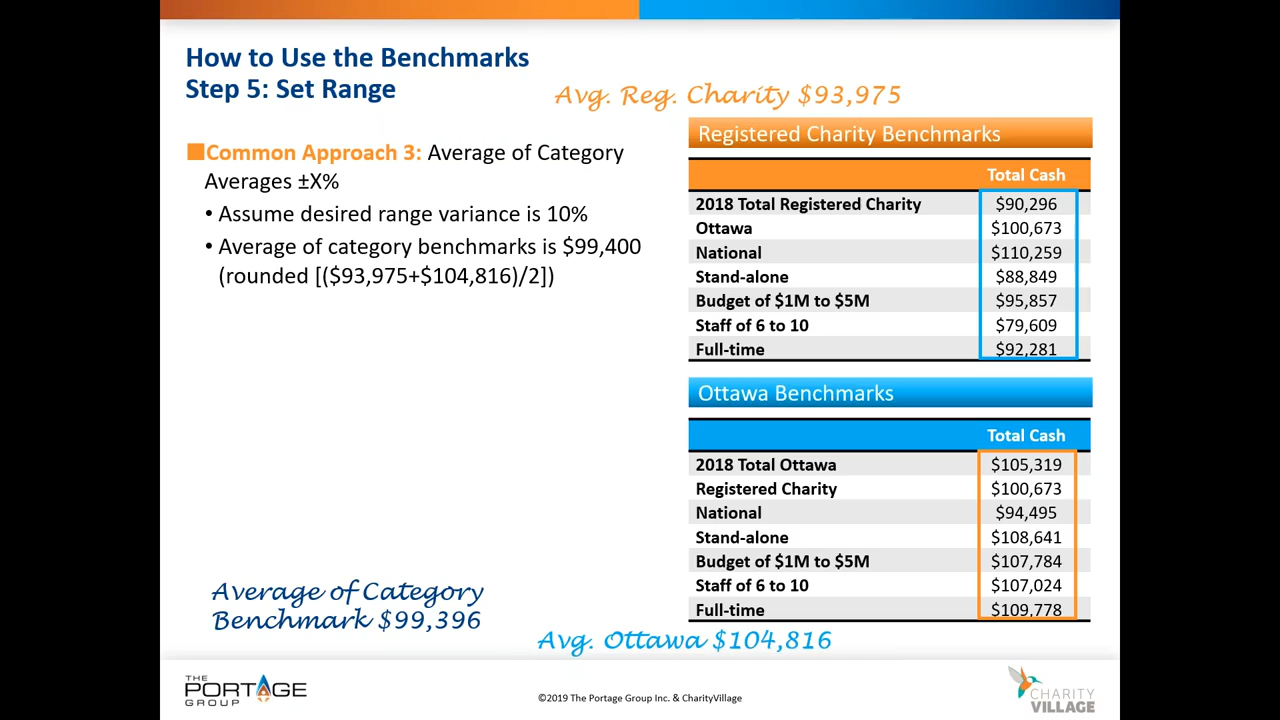 How to Use the Benchmarks
Step 5: Set Range
Avg. Reg. Charity $93,975
■Common Approach 3: Average of Category
Averages ±X%
• Assume desired range variance is 10%
• Average of category benchmarks is $99,400
(rounded [($93,975+$104,816)/2])
Registered Charity Benchmarks
Total Cash
2018 Total Registered Charity $90,296
Ottawa $100,673
National $110,259
Stand-alone $88,849
Budget of $1M to $5M $95,857
Staff of 6 to 10 $79,609
Full-time $92,281
Ottawa Benchmarks
Total Cash
2018 Total Ottawa $105,319
Registered Charity $100,673
National $94,495
Stand-alone $108,641
Budget of $1M to $5M $107,784
Staff of 6 to 10 $107,024
Full-time $109,778
Average of Category
Benchmark $99,396
Avg. Ottawa $104,816
THE
PORTAGE
GROUP
©2019 The Portage Group Inc. & CharityVillage
CHARITY
VILLAGE